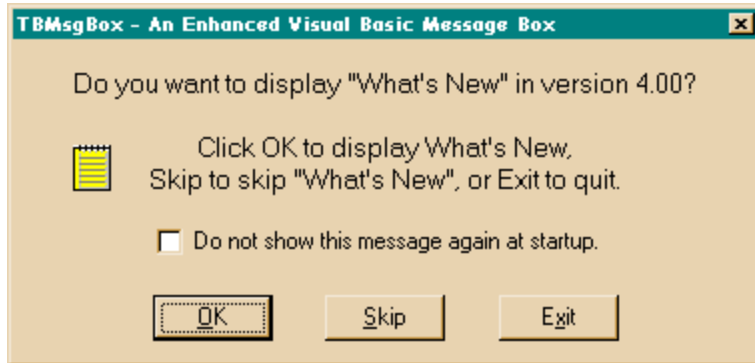 TBMsgBox - An Enhanced Visual Basic Message Box
Do you want to display "What's New" in version 4.00?
Click OK to display What's New,
Skip to skip "What's New", or Exit to quit.
Do not show this message again at startup.
OK Skip Exit